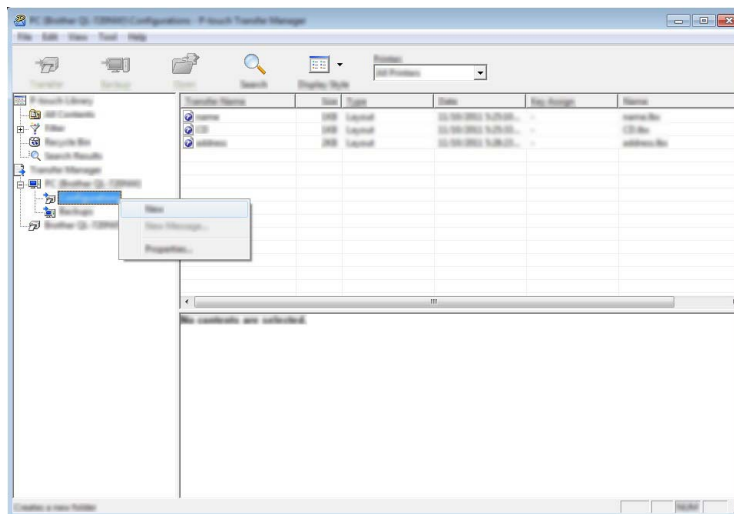 PC (Brother QL-720NW) Configurations - P-touch Transfer Manager
File Edit View Tool Help
Transfer Backup Open Search Display Style
Printer:
All Printers
P-touch Library
All Contents
Filter
Recycle Bin
Search Results
Transfer Manager
PC (Brother QL-720NW)
Configurations
Backups
Brother QL-720NW
Transfer Name Size Type Date Key Assign Name
name 1KB Layout - name.lbx
CD 1KB Layout - CD.lbx
address 2KB Layout - address.lbx
New
New Message...
Properties...
No contents are selected.
Creates a new folder
NUM